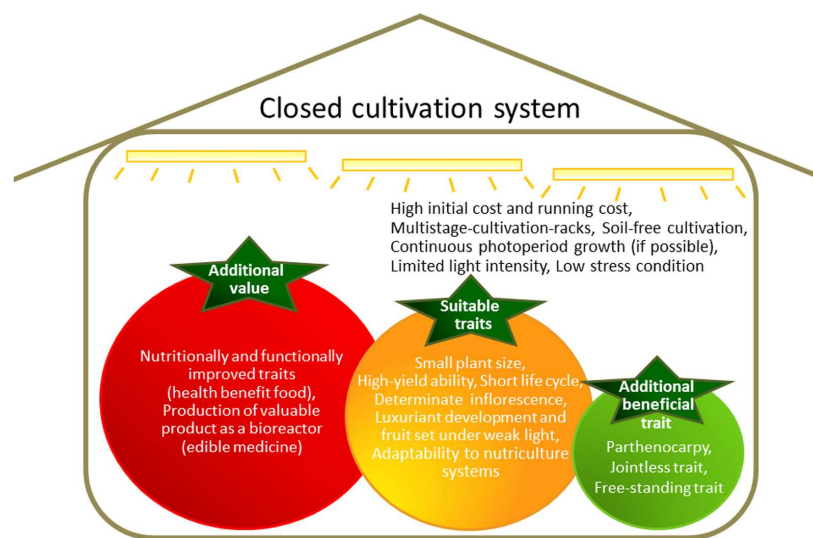 Closed cultivation system
High initial cost and running cost,
Multistage-cultivation-racks, Soil-free cultivation,
Continuous photoperiod growth (if possible),
Limited light intensity, Low stress condition
Additional
value
Nutritionally and functionally
improved traits
(health benefit food),
Production of valuable
product as a bioreactor
(edible medicine)
Suitable
traits
Small plant size,
High-yield ability, Short life cycle,
Determinate inflorescence,
Luxuriant development and
fruit set under weak light,
Adaptability to nutriculture
systems
Additional
beneficial
trait
Parthenocarpy,
Jointless trait,
Free-standing trait